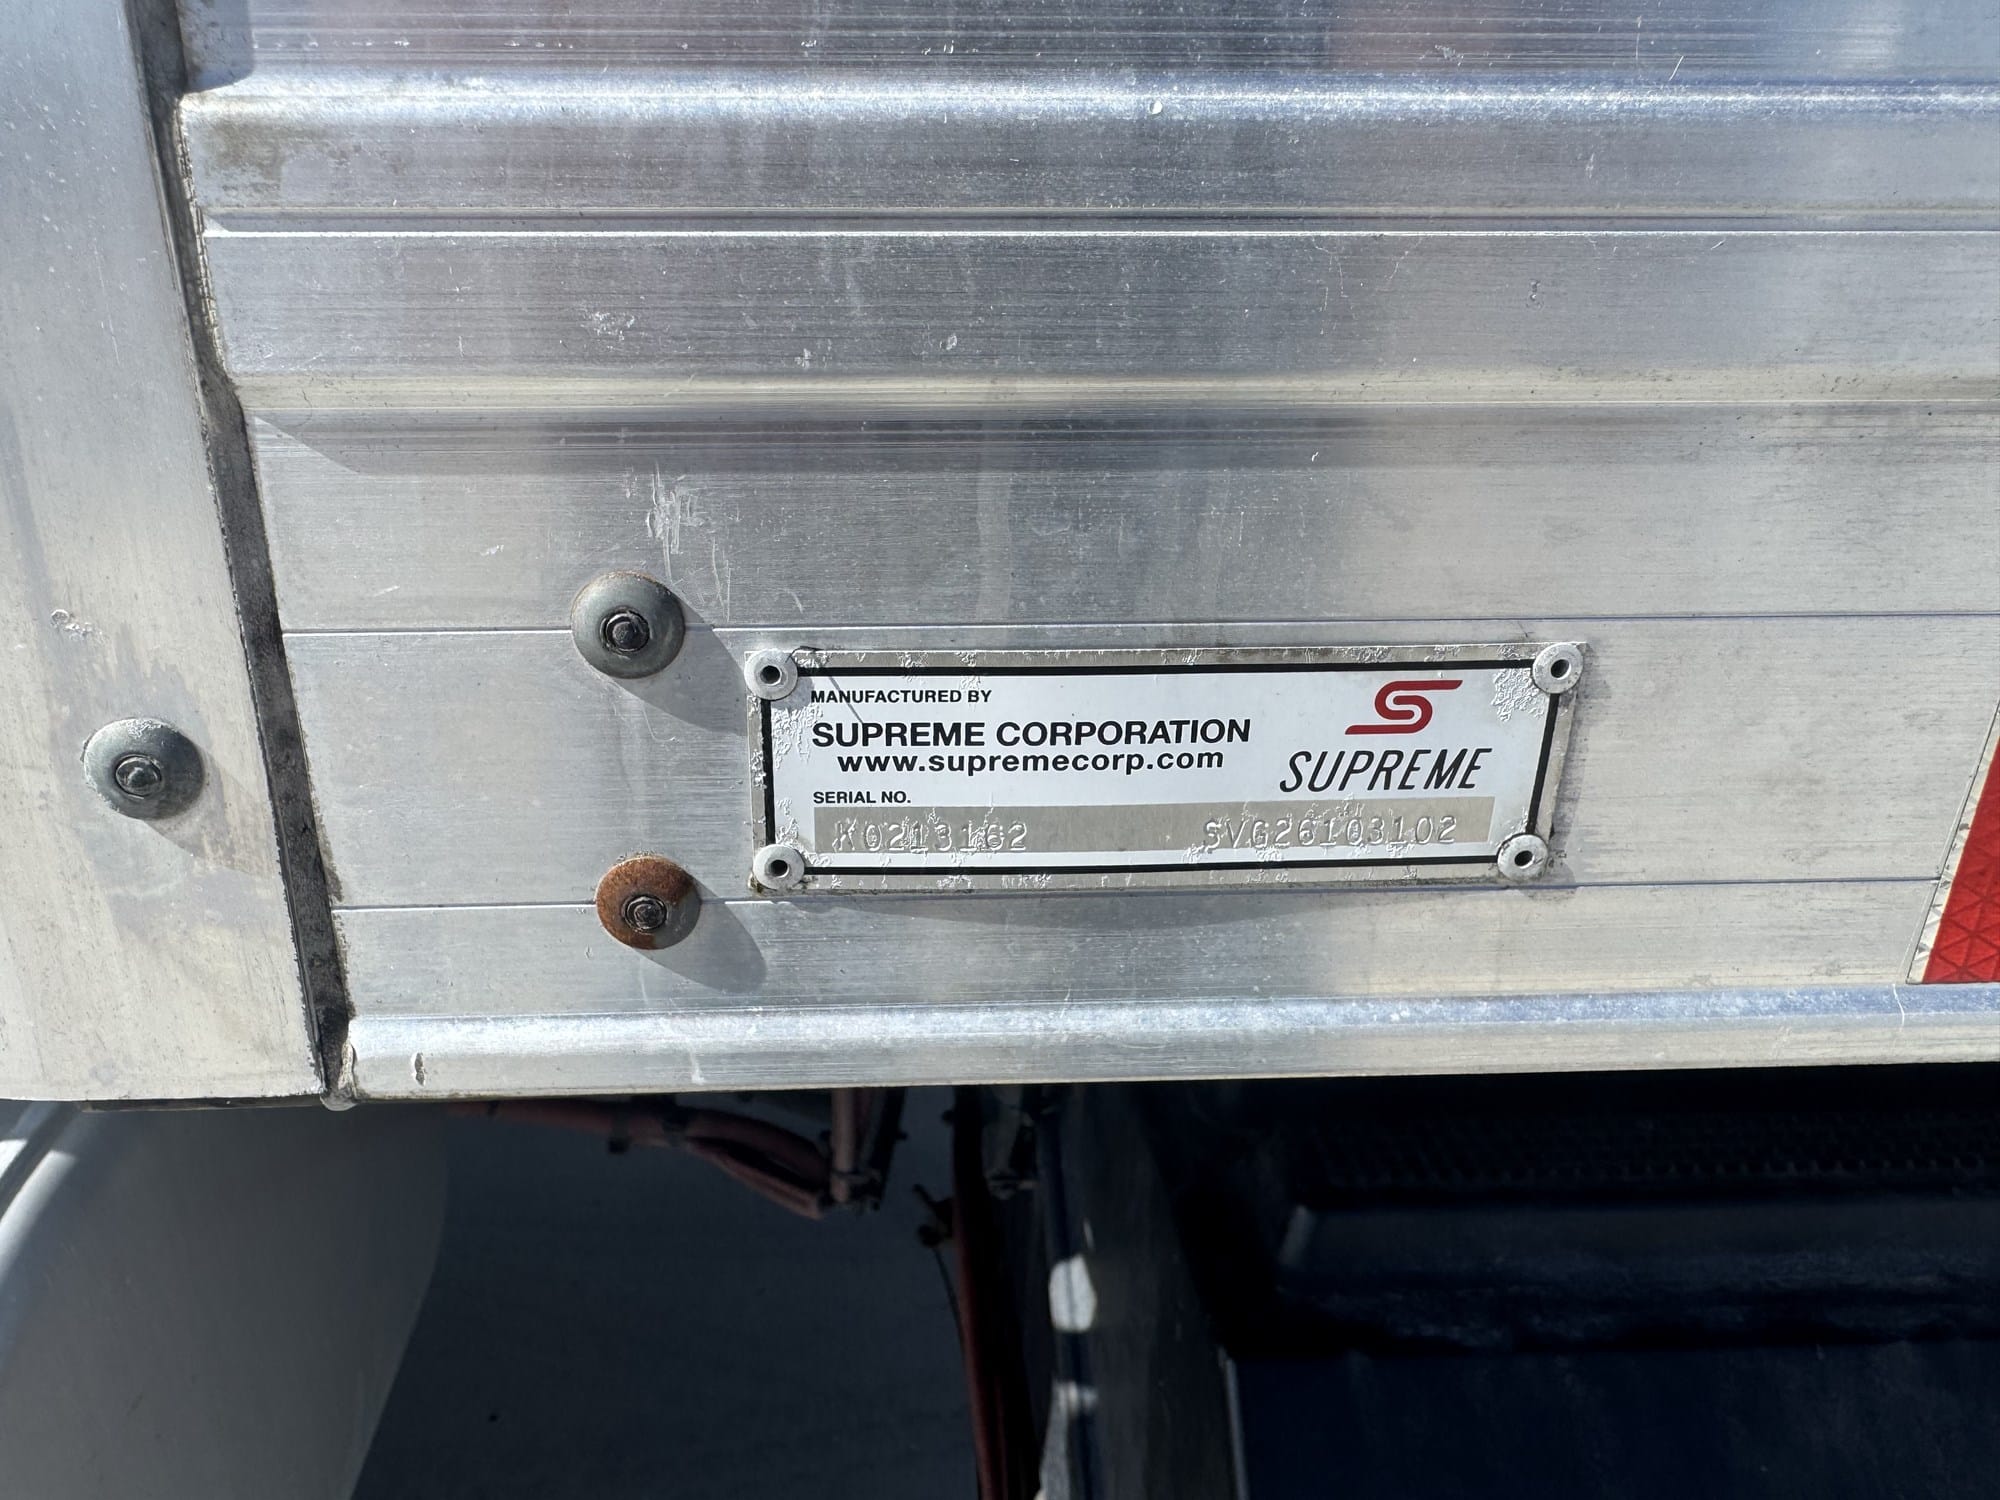 MANUFACTURED BY
SUPREME CORPORATION
www.supremecorp.com
SUPREME
SERIAL NO.
K0213162 SVG26103102